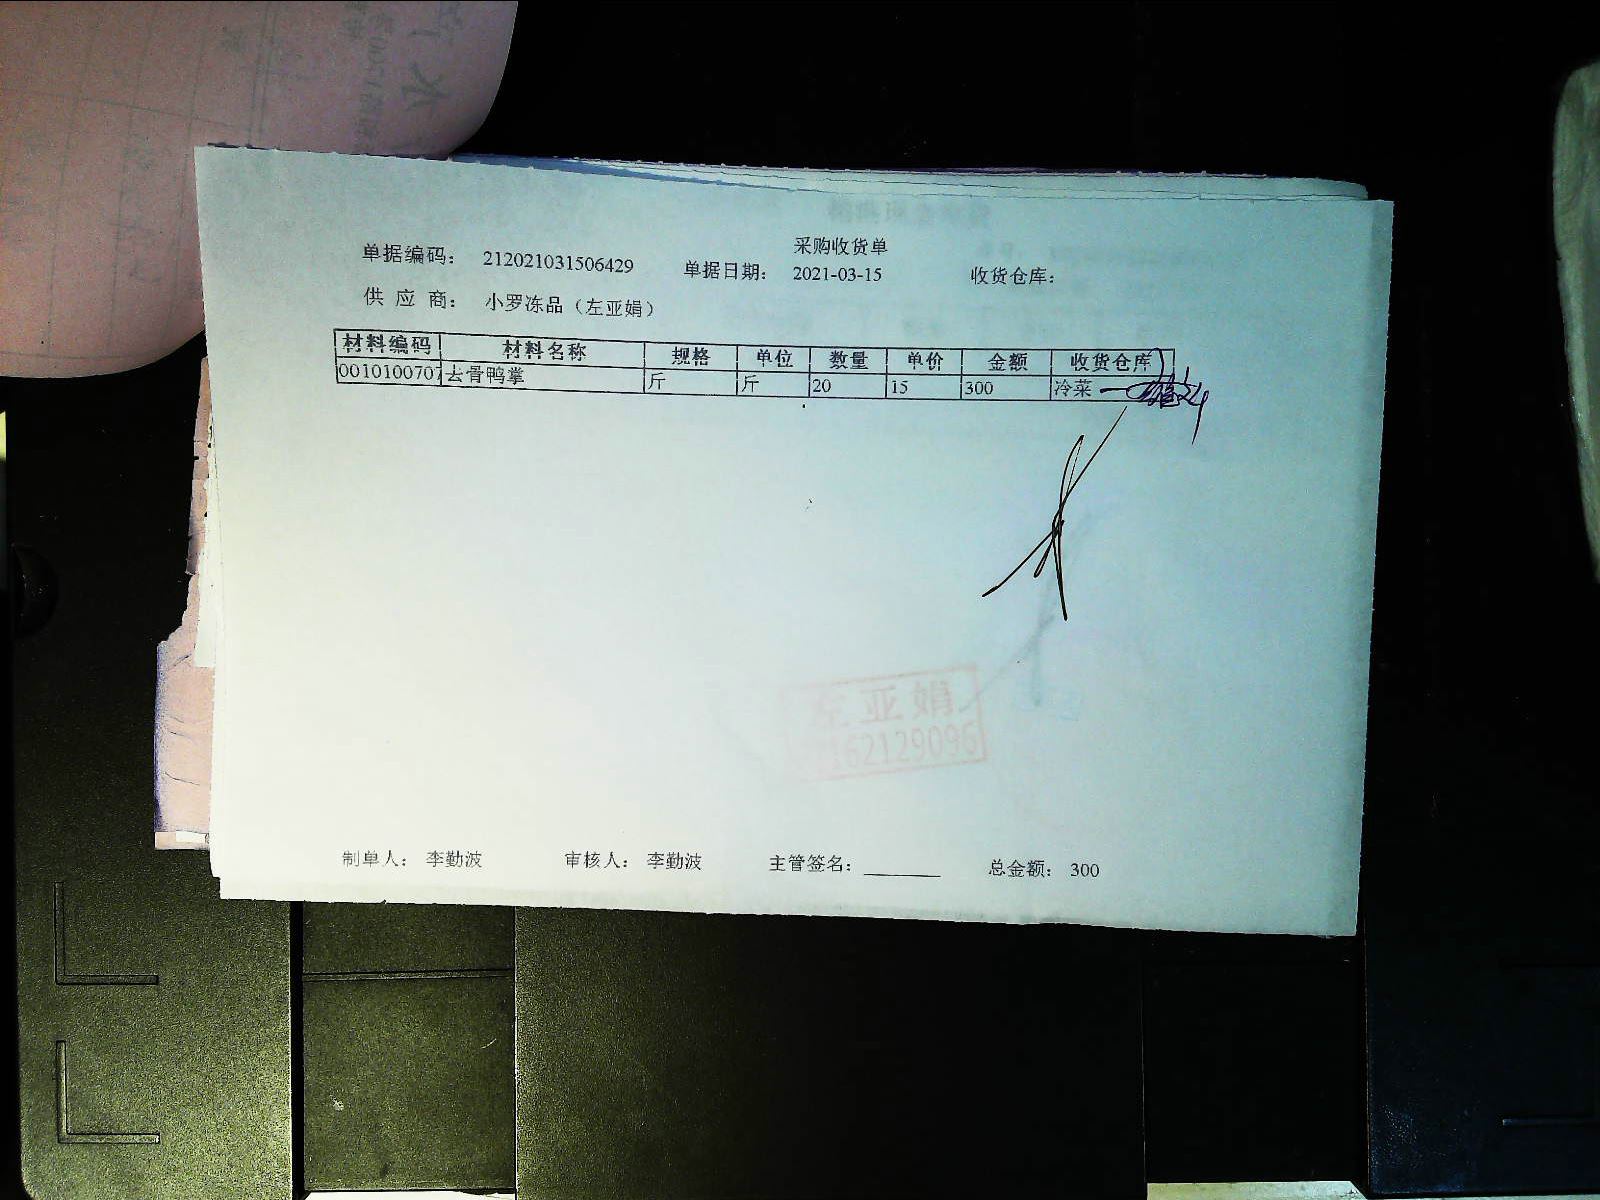 采购收货单
单据编码： 212021031506429 单据日期： 2021-03-15 收货仓库：
供 应 商： 小罗冻品（左亚娟）
材料编码 材料名称 规格 单位 数量 单价 金额 收货仓库
0010100707 去骨鸭掌 斤 斤 20 15 300 冷菜
左亚娟
162129096
制单人： 李勤波 审核人： 李勤波 主管签名： 总金额： 300